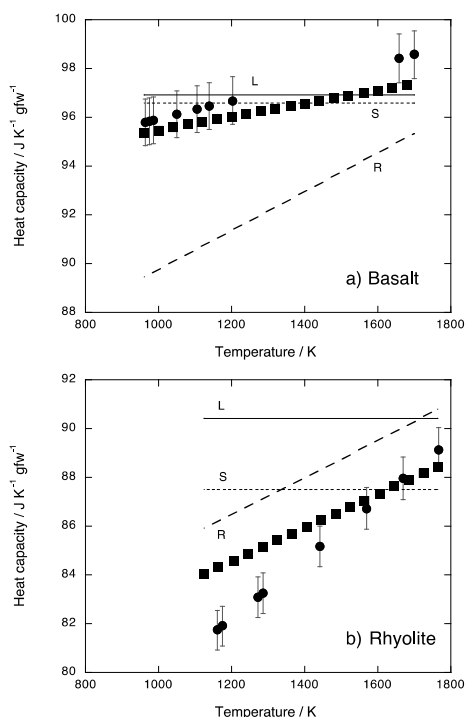 100
98
96
94
92
90
88
Heat capacity / J K⁻¹ gfw⁻¹
L
S
R
a) Basalt
800 1000 1200 1400 1600 1800
Temperature / K
92
90
88
86
84
82
80
Heat capacity / J K⁻¹ gfw⁻¹
L
S
R
b) Rhyolite
800 1000 1200 1400 1600 1800
Temperature / K